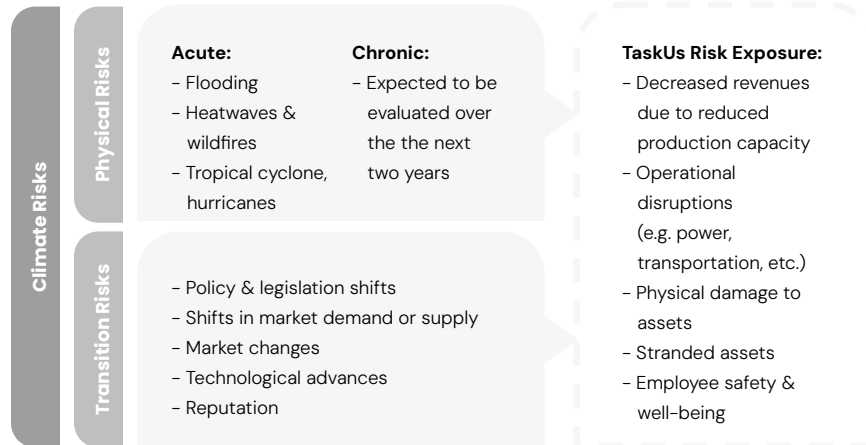 Climate Risks
Physical Risks
Acute:
- Flooding
- Heatwaves &
wildfires
- Tropical cyclone,
hurricanes
Chronic:
- Expected to be
evaluated over
the the next
two years
Transition Risks
- Policy & legislation shifts
- Shifts in market demand or supply
- Market changes
- Technological advances
- Reputation
TaskUs Risk Exposure:
- Decreased revenues
due to reduced
production capacity
- Operational
disruptions
(e.g. power,
transportation, etc.)
- Physical damage to
assets
- Stranded assets
- Employee safety &
well-being